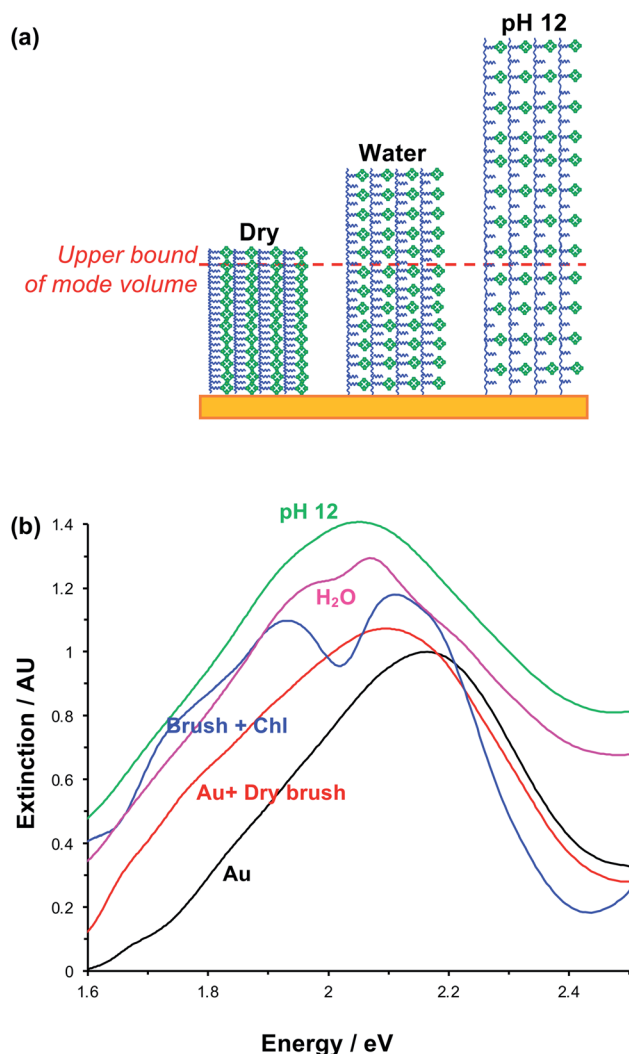 (a)
pH 12
Water
Dry
Upper bound
of mode volume
(b)
pH 12
H₂O
Brush + Chl
Au+ Dry brush
Au
Extinction / AU
1.4
1.2
1
0.8
0.6
0.4
0.2
0
1.6
1.8
2
2.2
2.4
Energy / eV